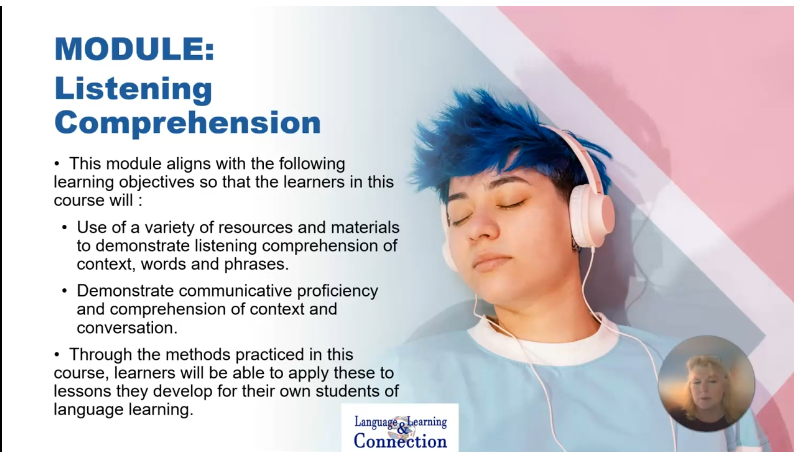 MODULE:
Listening
Comprehension
• This module aligns with the following
learning objectives so that the learners in this
course will :
• Use of a variety of resources and materials
to demonstrate listening comprehension of
context, words and phrases.
• Demonstrate communicative proficiency
and comprehension of context and
conversation.
• Through the methods practiced in this
course, learners will be able to apply these to
lessons they develop for their own students of
language learning.
Language & Learning
Connection